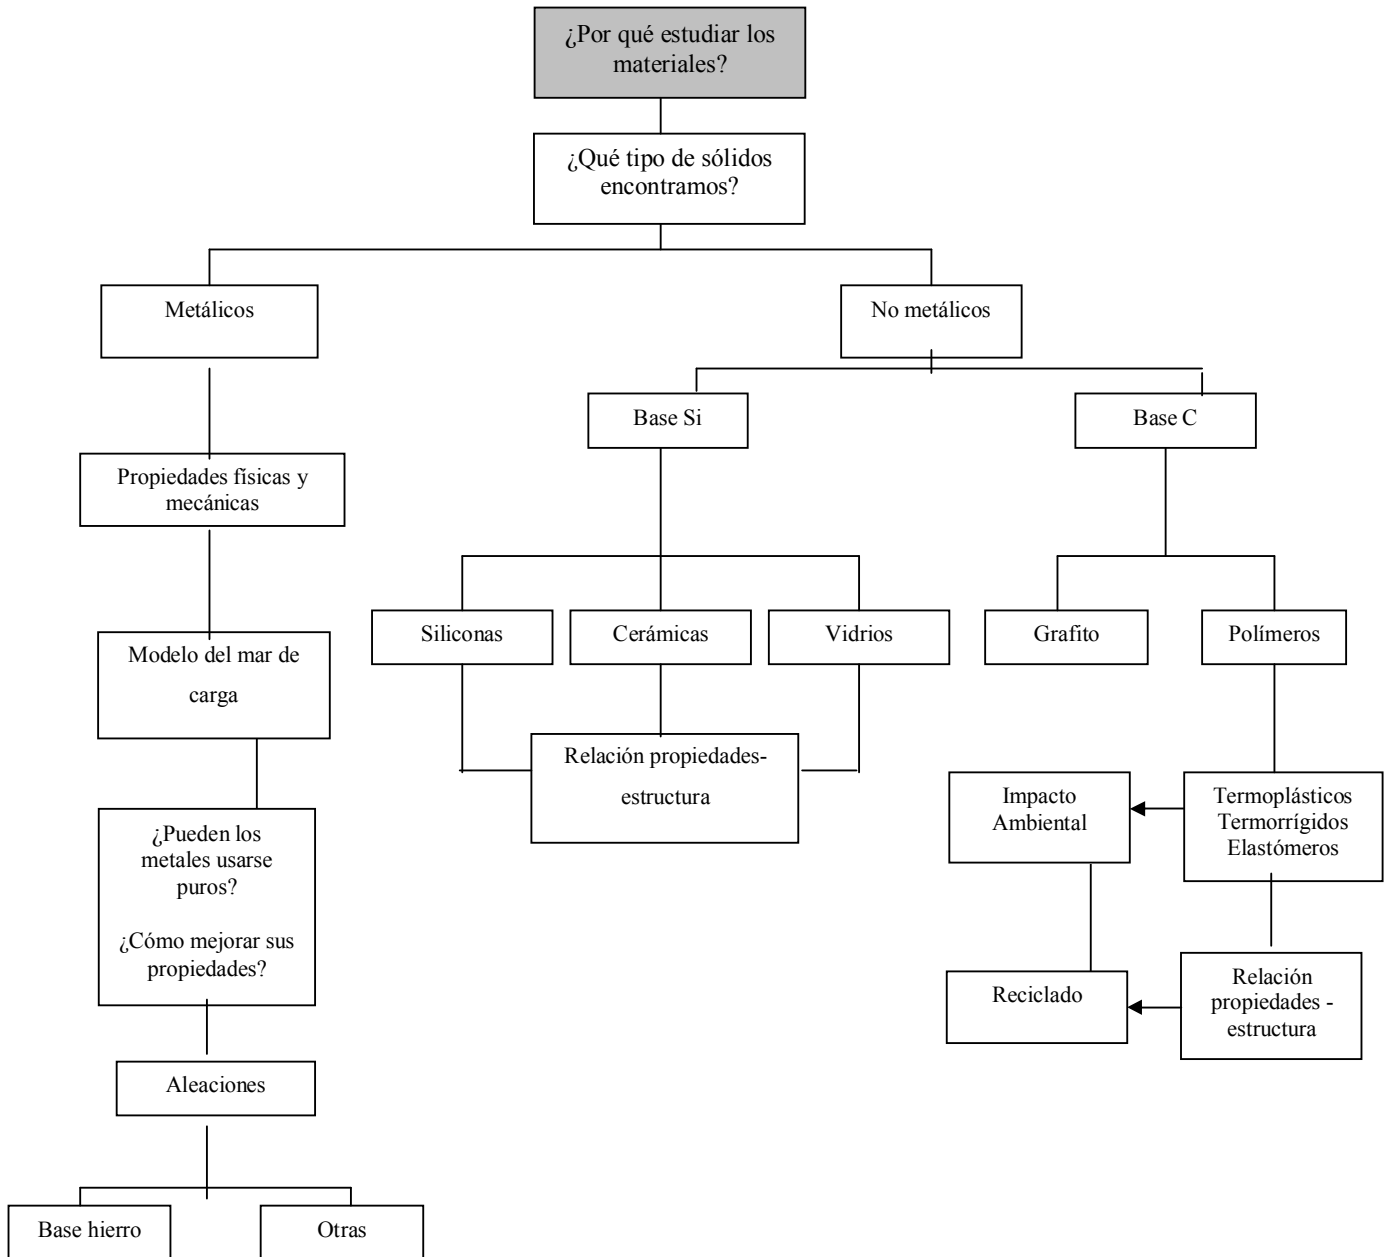 ¿Por qué estudiar los
materiales?
¿Qué tipo de sólidos
encontramos?
Metálicos
No metálicos
Base Si
Base C
Propiedades físicas y
mecánicas
Siliconas
Cerámicas
Vidrios
Grafito
Polímeros
Modelo del mar de
carga
Relación propiedades-
estructura
Impacto
Ambiental
Termoplásticos
Termorrígidos
Elastómeros
¿Pueden los
metales usarse
puros?
¿Cómo mejorar sus
propiedades?
Reciclado
Relación
propiedades -
estructura
Aleaciones
Base hierro
Otras